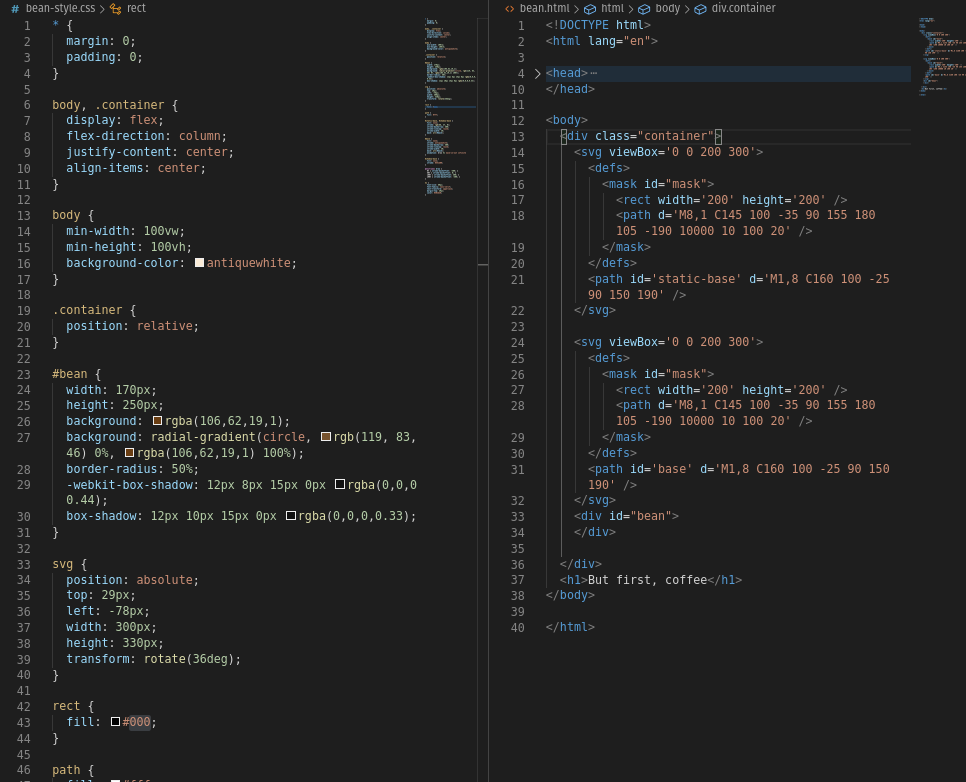 # bean-style.css > rect
1 * {
2 margin: 0;
3 padding: 0;
4 }
5
6 body, .container {
7 display: flex;
8 flex-direction: column;
9 justify-content: center;
10 align-items: center;
11 }
12
13 body {
14 min-width: 100vw;
15 min-height: 100vh;
16 background-color: antiquewhite;
17 }
18
19 .container {
20 position: relative;
21 }
22
23 #bean {
24 width: 170px;
25 height: 250px;
26 background: rgba(106,62,19,1);
27 background: radial-gradient(circle, rgb(119, 83,
46) 0%, rgba(106,62,19,1) 100%);
28 border-radius: 50%;
29 -webkit-box-shadow: 12px 8px 15px 0px rgba(0,0,0
0.44);
30 box-shadow: 12px 10px 15px 0px rgba(0,0,0,0.33);
31 }
32
33 svg {
34 position: absolute;
35 top: 29px;
36 left: -78px;
37 width: 300px;
38 height: 330px;
39 transform: rotate(36deg);
40 }
41
42 rect {
43 fill: #000;
44 }
45
46 path {
<> bean.html > html > body > div.container
1 <!DOCTYPE html>
2 <html lang="en">
3
4 > <head>⋯
10 </head>
11
12 <body>
13 <div class="container">
14 <svg viewBox='0 0 200 300'>
15 <defs>
16 <mask id="mask">
17 <rect width='200' height='200' />
18 <path d='M8,1 C145 100 -35 90 155 180
105 -190 10000 10 100 20' />
19 </mask>
20 </defs>
21 <path id='static-base' d='M1,8 C160 100 -25
90 150 190' />
22 </svg>
23
24 <svg viewBox='0 0 200 300'>
25 <defs>
26 <mask id="mask">
27 <rect width='200' height='200' />
28 <path d='M8,1 C145 100 -35 90 155 180
105 -190 10000 10 100 20' />
29 </mask>
30 </defs>
31 <path id='base' d='M1,8 C160 100 -25 90 150
190' />
32 </svg>
33 <div id="bean">
34 </div>
35
36 </div>
37 <h1>But first, coffee</h1>
38 </body>
39
40 </html>